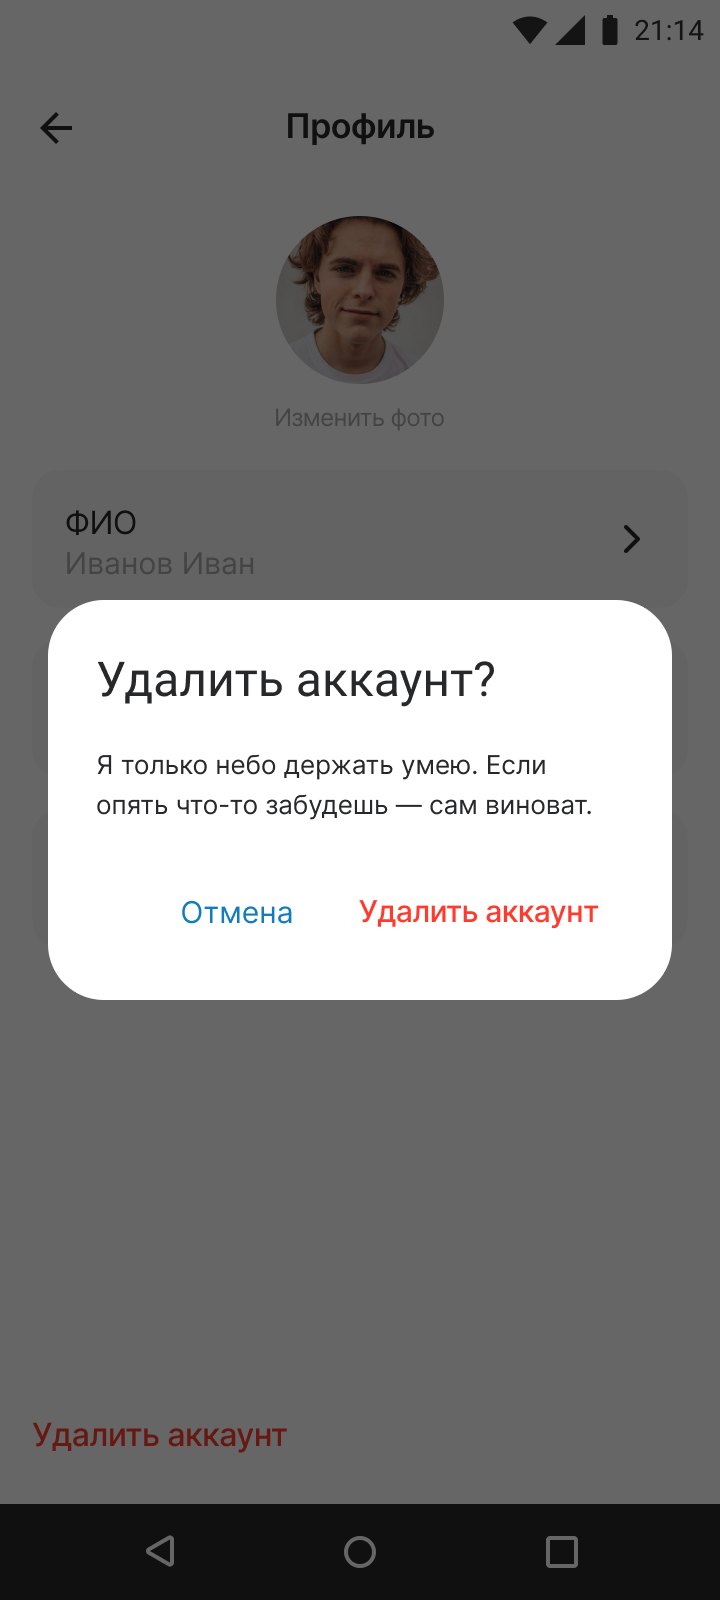 21:14
Профиль
Изменить фото
ФИО
Иванов Иван
Удалить аккаунт?
Я только небо держать умею. Если
опять что-то забудешь — сам виноват.
Отмена
Удалить аккаунт
Удалить аккаунт